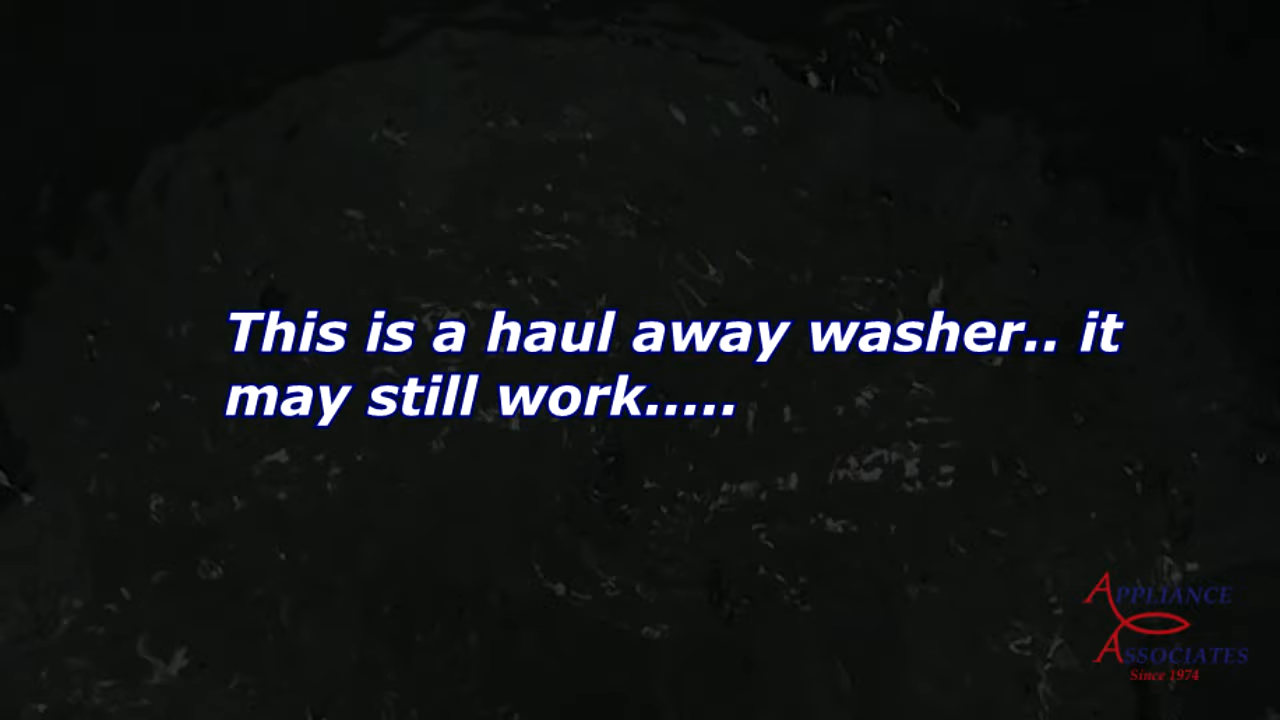 This is a haul away washer.. it
may still work.....
APPLIANCE
ASSOCIATES
Since 1974